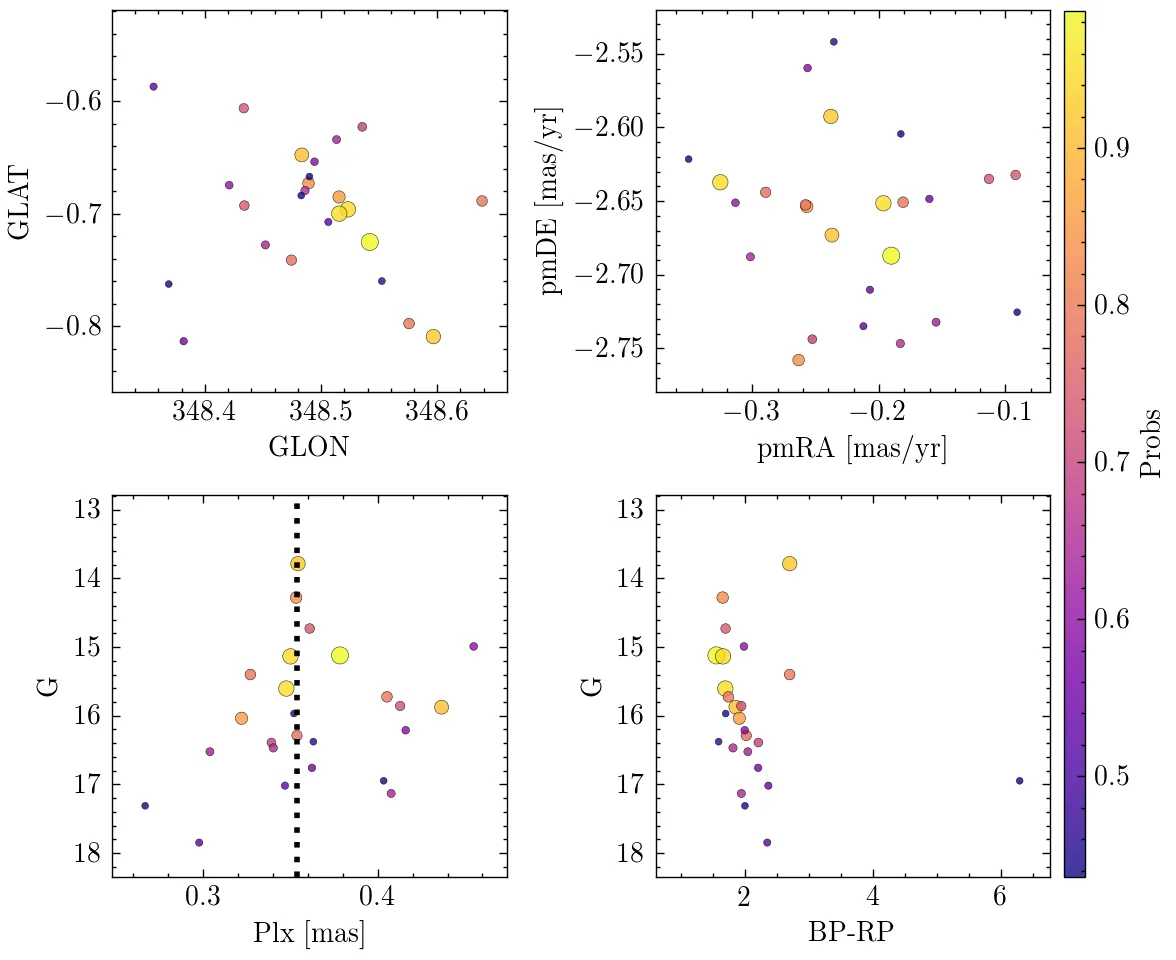 −0.6
−0.7
−0.8
GLAT
348.4 348.5 348.6
GLON
−2.55
−2.60
−2.65
−2.70
−2.75
pmDE [mas/yr]
−0.3 −0.2 −0.1
pmRA [mas/yr]
0.9
0.8
0.7
0.6
0.5
Probs
13
14
15
16
17
18
G
0.3 0.4
Plx [mas]
13
14
15
16
17
18
G
2 4 6
BP-RP